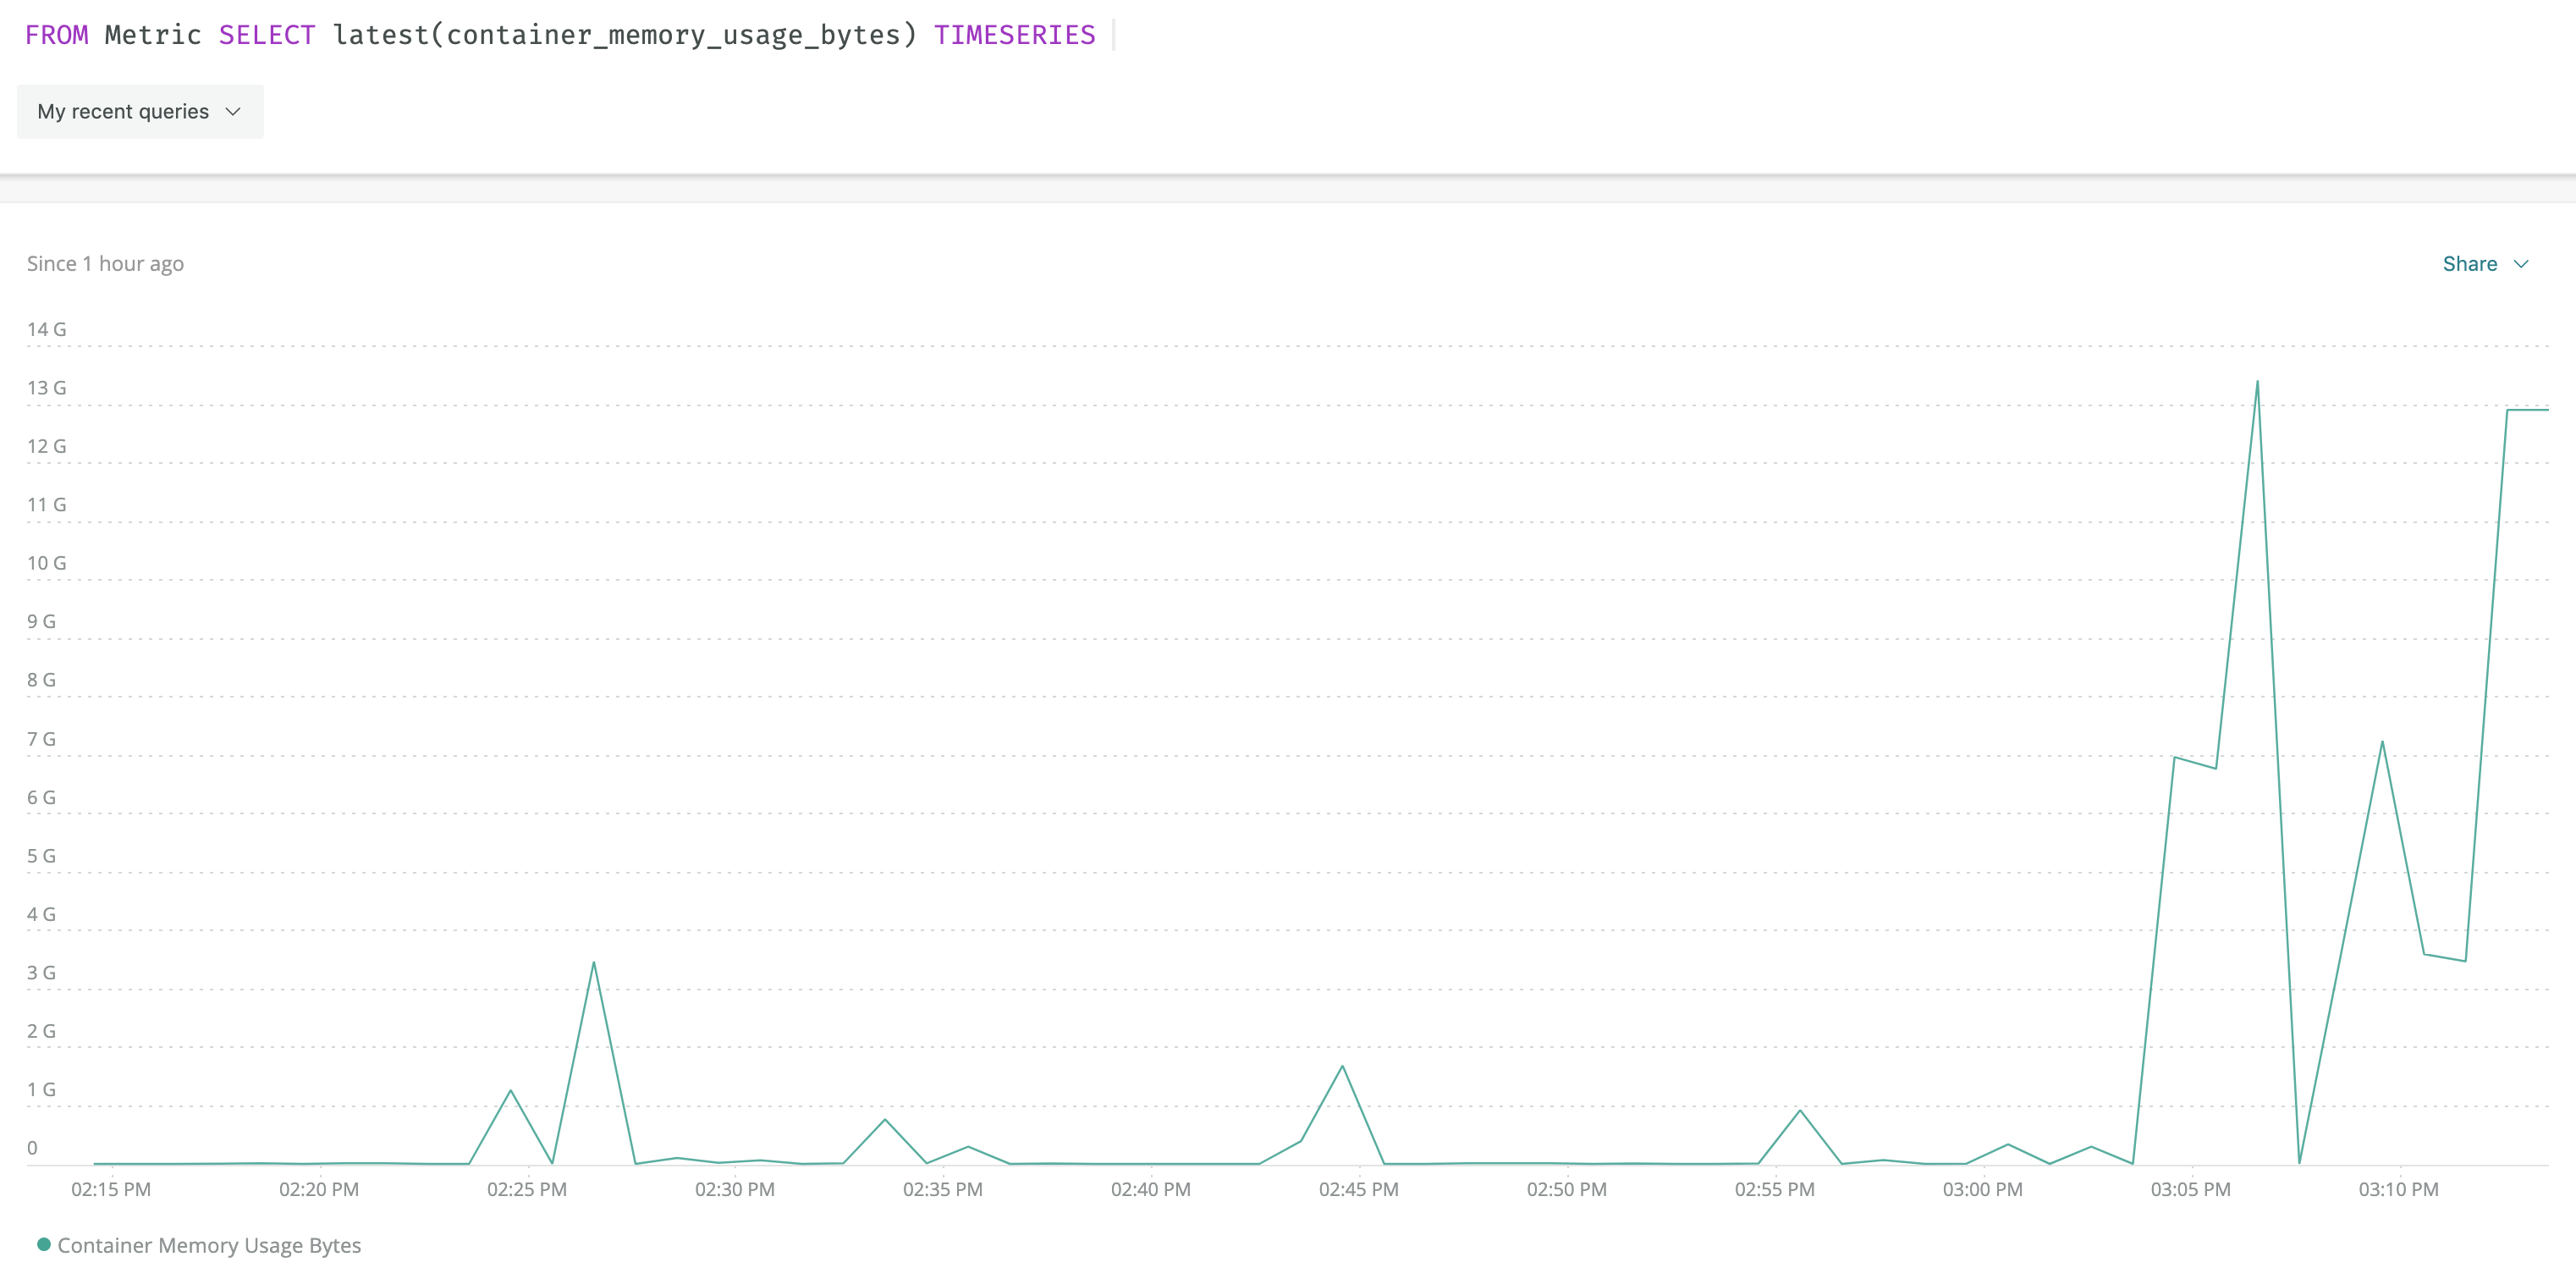 FROM Metric SELECT latest(container_memory_usage_bytes) TIMESERIES
My recent queries
Since 1 hour ago
Share
14 G
13 G
12 G
11 G
10 G
9 G
8 G
7 G
6 G
5 G
4 G
3 G
2 G
1 G
0
02:15 PM 02:20 PM 02:25 PM 02:30 PM 02:35 PM 02:40 PM 02:45 PM 02:50 PM 02:55 PM 03:00 PM 03:05 PM 03:10 PM
Container Memory Usage Bytes